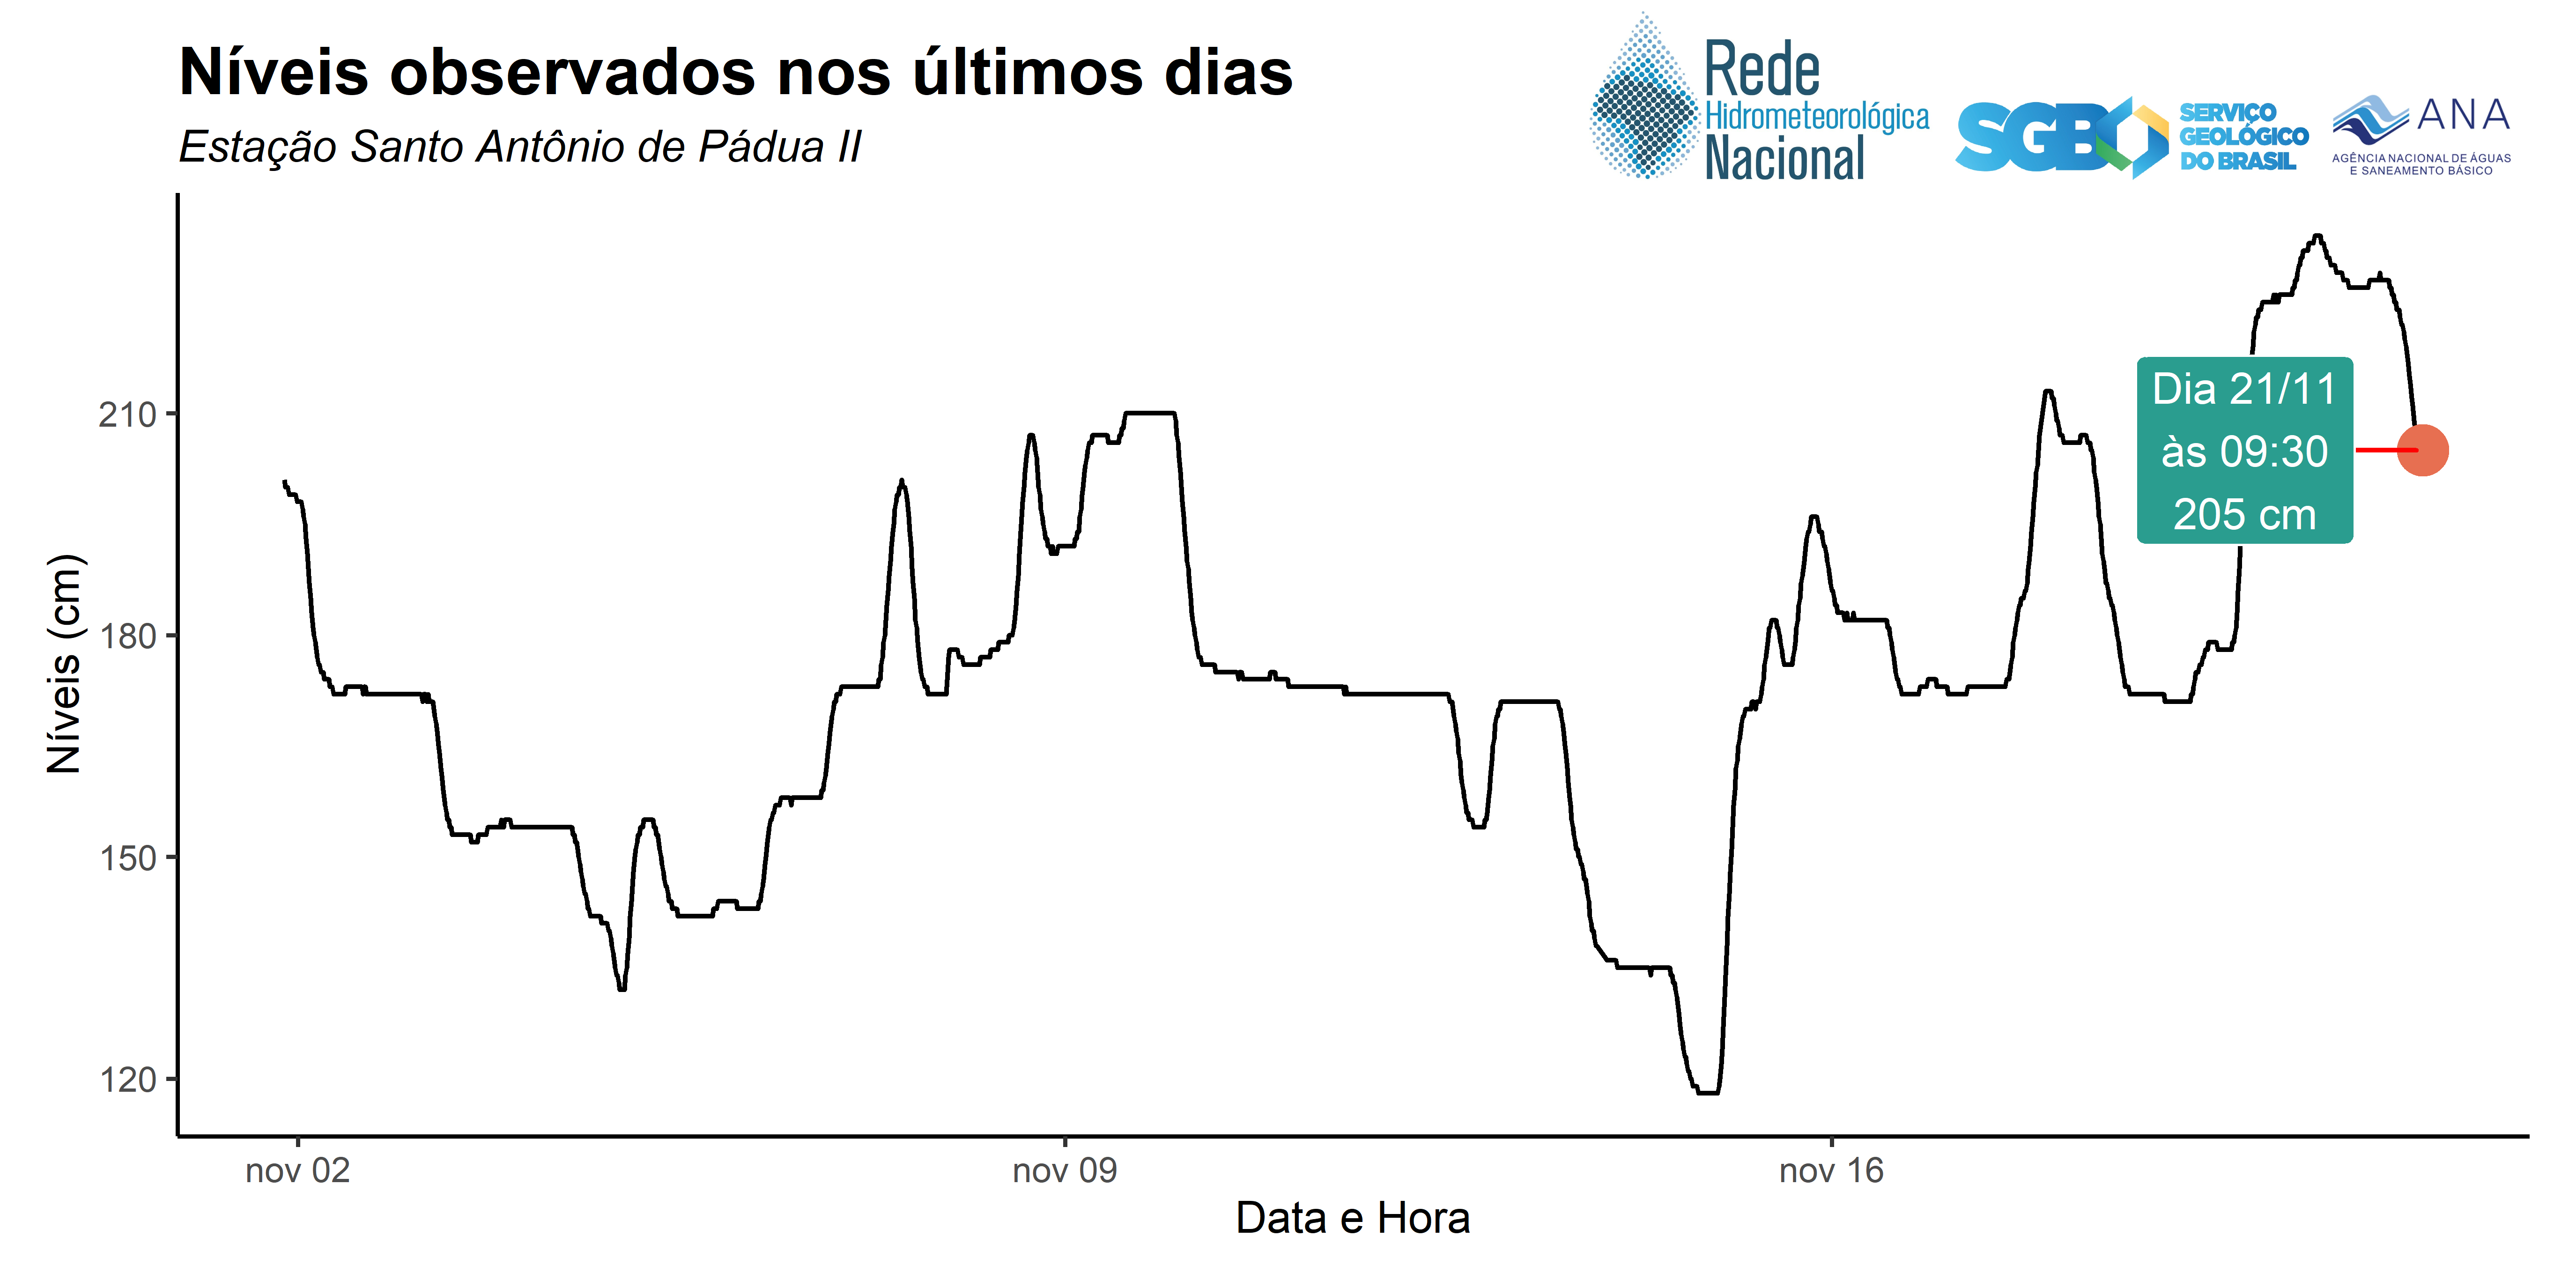 Níveis observados nos últimos dias
Estação Santo Antônio de Pádua II
Rede
Hidrometeorológica
Nacional
SGB
SERVIÇO
GEOLÓGICO
DO BRASIL
ANA
AGÊNCIA NACIONAL DE ÁGUAS
E SANEAMENTO BÁSICO
Níveis (cm)
210
180
150
120
Dia 21/11
às 09:30
205 cm
nov 02
nov 09
nov 16
Data e Hora